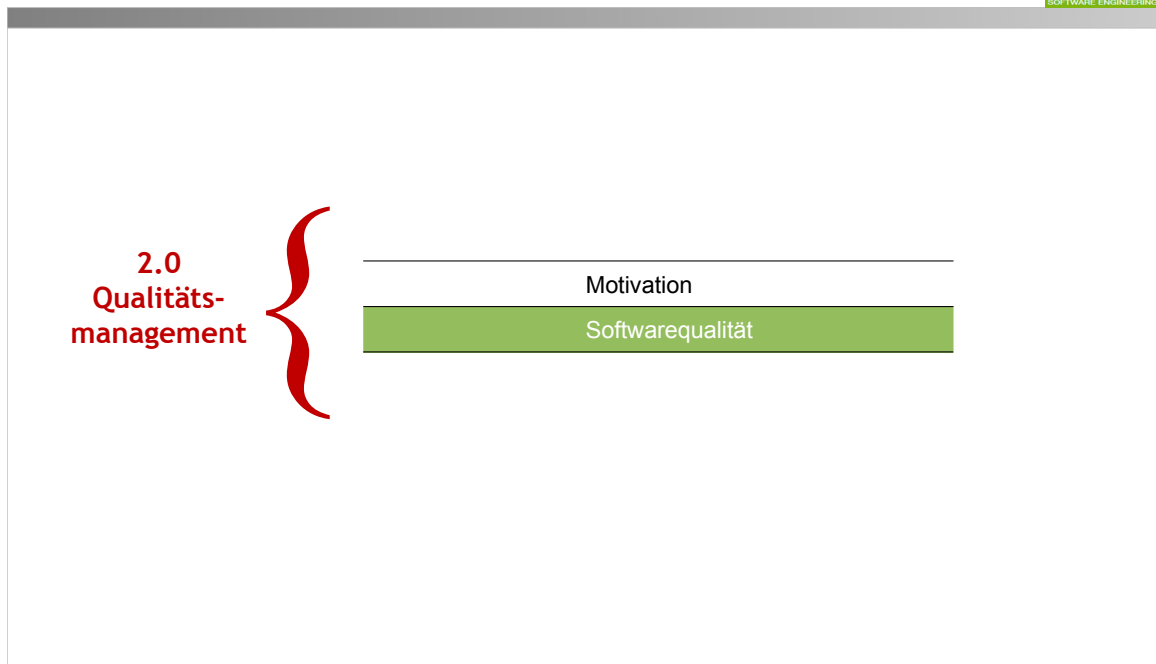 SOFTWARE ENGINEERING
2.0
Qualitäts-
management
Motivation
Softwarequalität